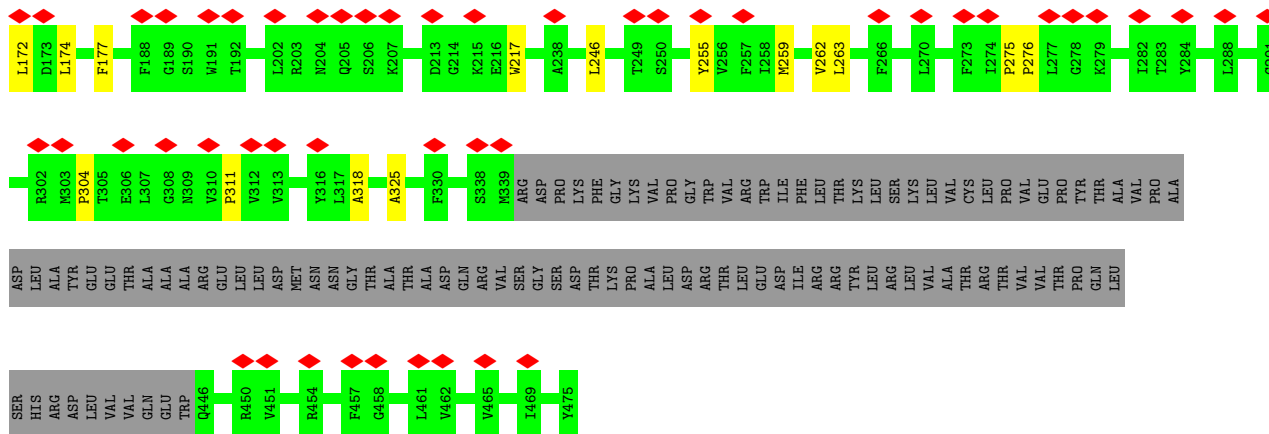 L172 D173 L174 F177 F188 G189 S190 W191 T192 L202 R203 N204 Q205 S206 K207 D213 G214 K215 E216 W217 A238 L246 T249 S250 Y255 V256 F257 I258 M259 V262 L263 F266 L270 F273 I274 P275 P276 L277 G278 K279 I282 T283 Y284 L288
R302 M303 P304 T305 E306 L307 G308 N309 V310 P311 V312 V313 Y316 L317 A318 A325 F330 S338 M339 ARG ASP PRO LYS PHE GLY LYS VAL PRO GLY TRP VAL ARG TRP ILE PHE LEU THR LYS LEU SER LYS LEU VAL CYS LEU PRO VAL GLU PRO TYR THR ALA VAL PRO ALA
ASP LEU ALA TYR GLU GLU THR ALA ALA ALA ARG GLU LEU LEU ASP MET ASN ASN GLY THR ALA THR ALA ASP GLN ARG VAL SER GLY SER ASP THR LYS PRO ALA LEU ASP ARG THR LEU GLU ASP ILE ARG ARG TYR LEU ARG LEU VAL ALA THR ARG THR VAL VAL THR PRO GLN LEU
SER HIS ARG ASP LEU VAL VAL GLN GLU TRP Q446 R450 V451 R454 F457 G458 L461 V462 V465 I469 Y475